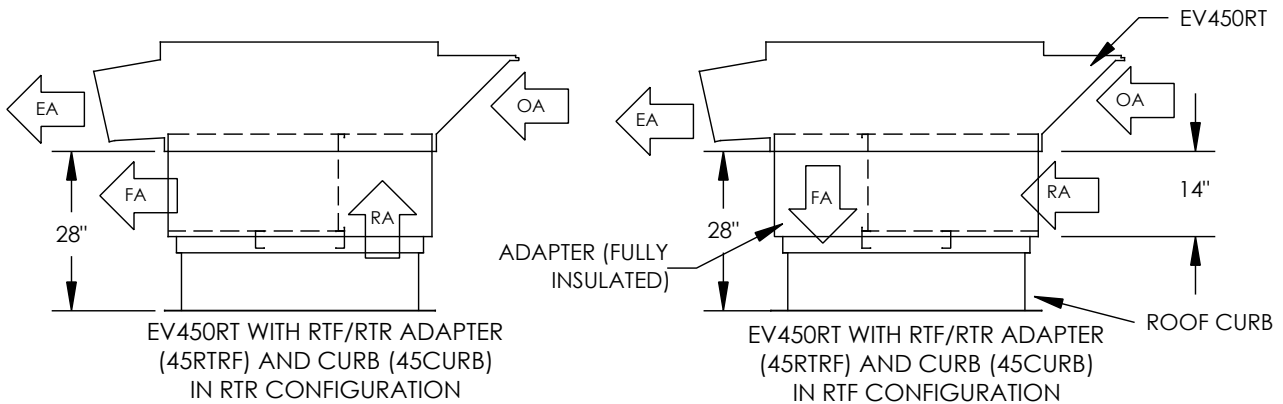 EV450RT
EA
OA
FA
RA
28"
EV450RT WITH RTF/RTR ADAPTER
(45RTRF) AND CURB (45CURB)
IN RTR CONFIGURATION
EA
OA
FA
RA
28"
14"
ADAPTER (FULLY
INSULATED)
ROOF CURB
EV450RT WITH RTF/RTR ADAPTER
(45RTRF) AND CURB (45CURB)
IN RTF CONFIGURATION